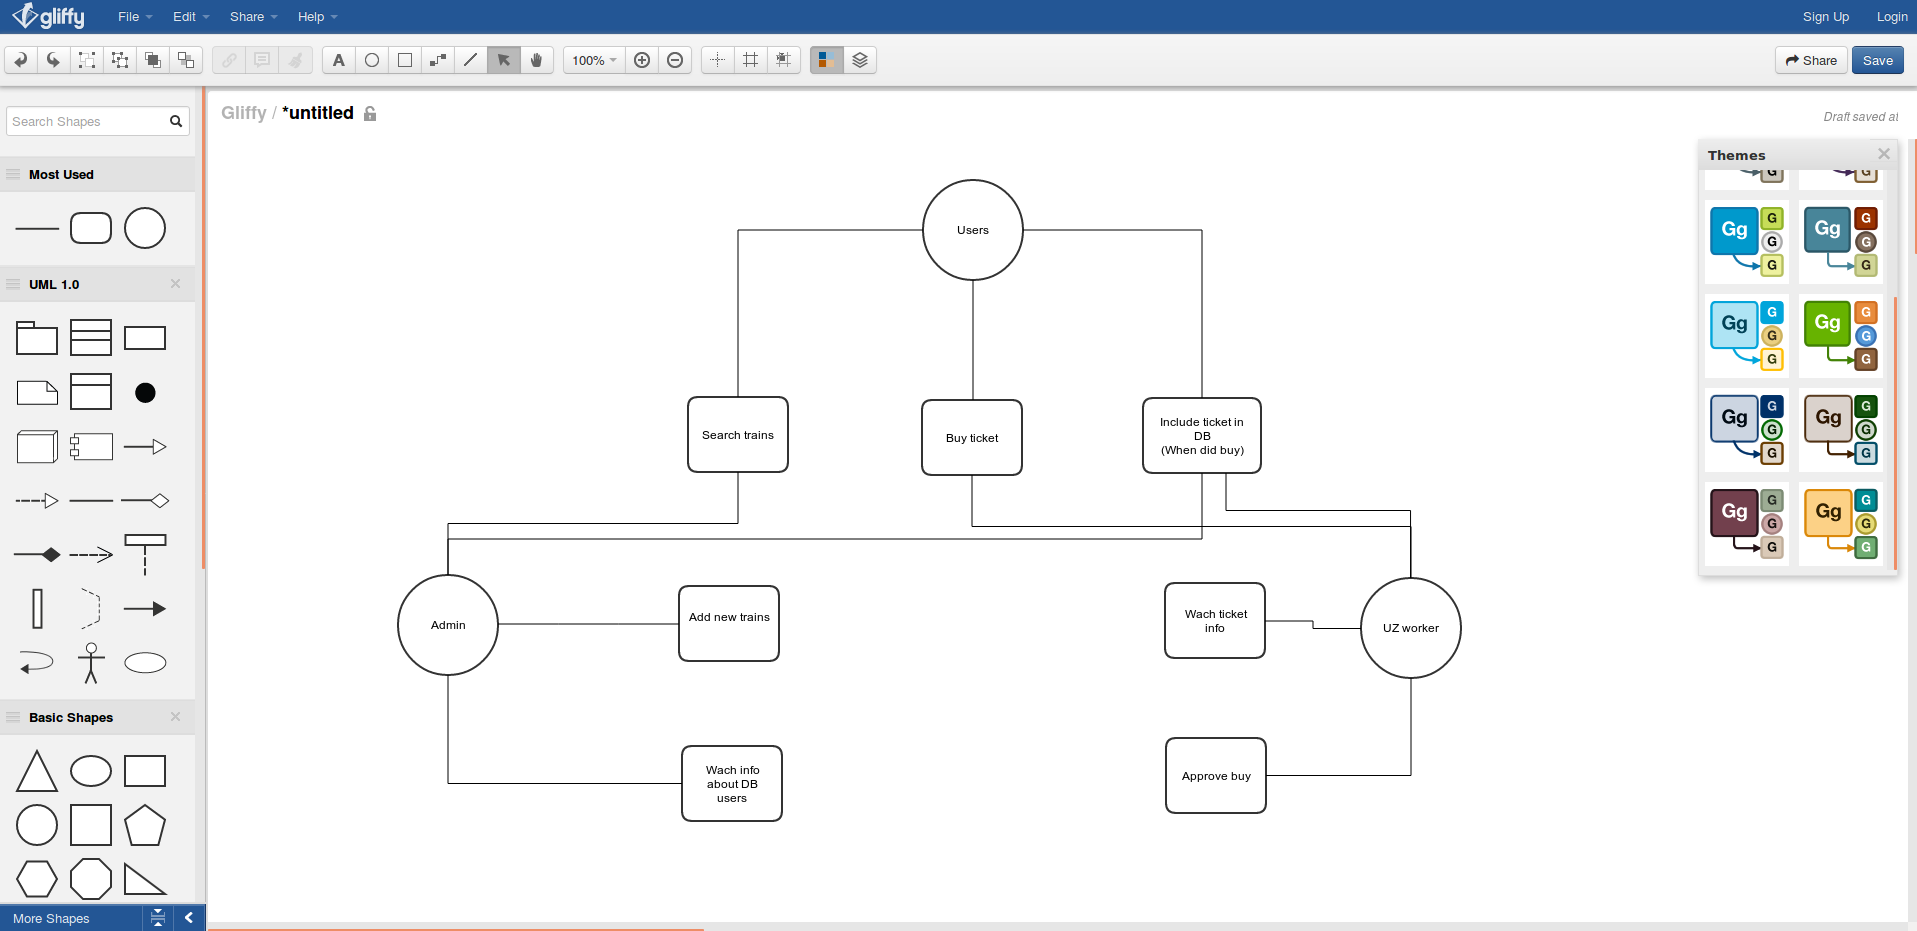 gliffy
File
Edit
Share
Help
Sign Up
Login
A
100%
Share
Save
Search Shapes
Gliffy / *untitled
Draft saved at
Most Used
UML 1.0
Basic Shapes
More Shapes
Users
Search trains
Buy ticket
Include ticket in
DB
(When did buy)
Admin
Add new trains
Wach ticket
info
UZ worker
Wach info
about DB
users
Approve buy
Themes
G
G
Gg
G
G
G
Gg
G
G
G
Gg
G
G
G
Gg
G
G
G
Gg
G
G
G
Gg
G
G
G
Gg
G
G
G
Gg
G
G
G